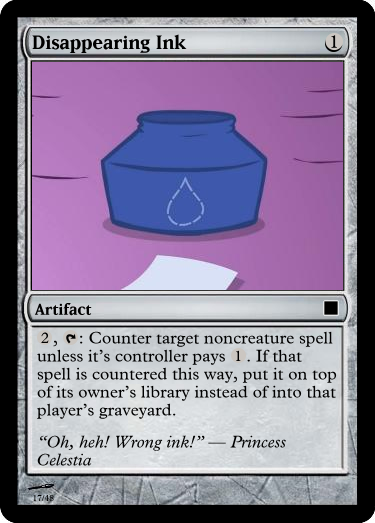 Disappearing Ink 1
Artifact
2, : Counter target noncreature spell
unless it's controller pays 1. If that
spell is countered this way, put it on top
of its owner's library instead of into that
player's graveyard.
"Oh, heh! Wrong ink!" — Princess
Celestia
17/48